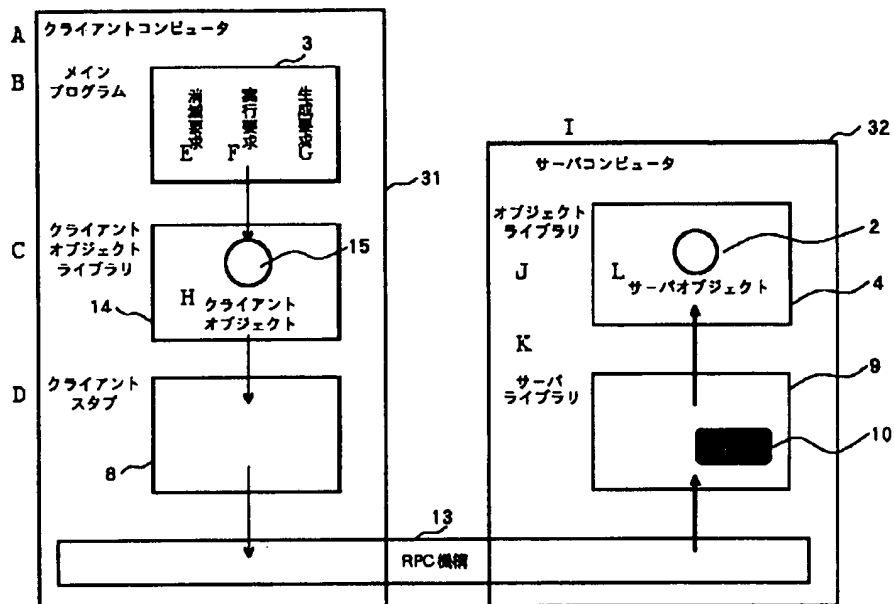 A
クライアントコンピュータ
3
B
メイン
プログラム
消滅要求
実行要求
生成要求
E
F
G
31
C
クライアント
オブジェクト
ライブラリ
15
H
クライアント
オブジェクト
14
D
クライアント
スタブ
8
13
RPC機構
I
32
サーバコンピュータ
オブジェクト
ライブラリ
2
J
L
サーバオブジェクト
4
K
サーバ
ライブラリ
9
10